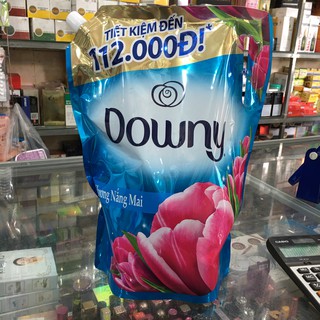 TIẾT KIỆM ĐẾN
112.000Đ!*
Downy
Nắng Mai